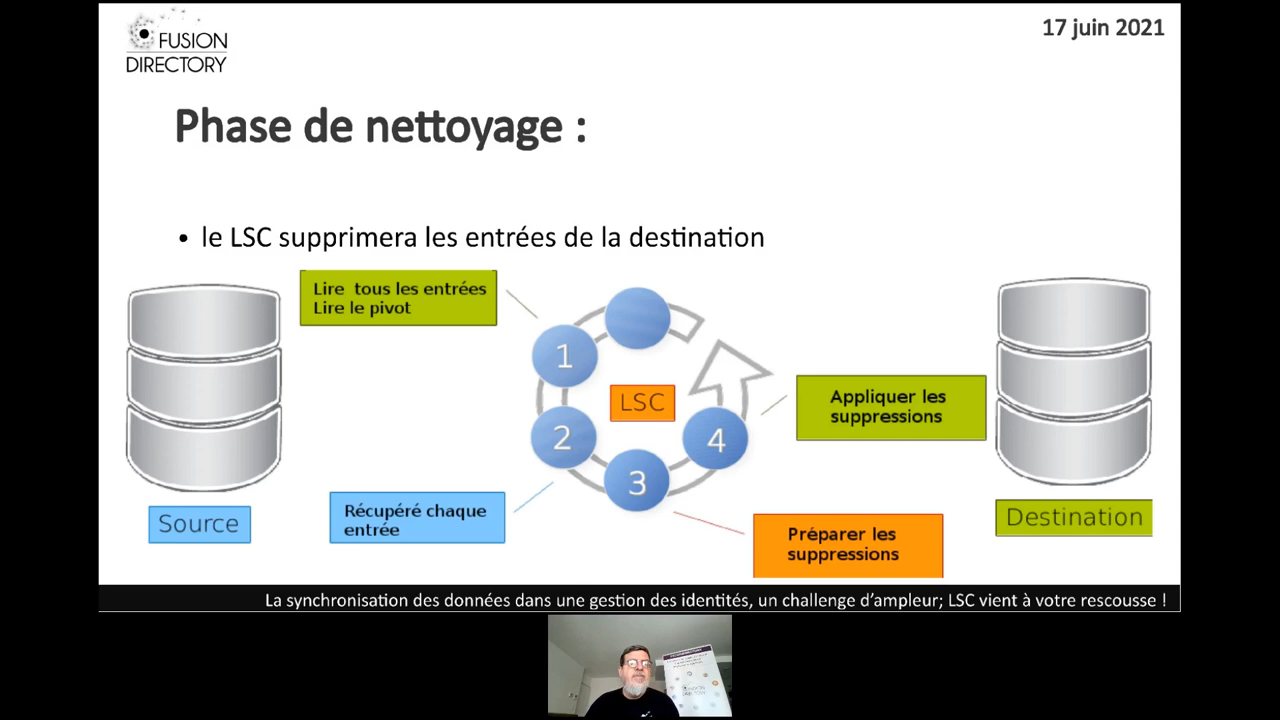 FUSION
DIRECTORY
17 juin 2021
Phase de nettoyage :
• le LSC supprimera les entrées de la destination
Lire tous les entrées
Lire le pivot
1
LSC
2
3
4
Appliquer les
suppressions
Source
Récupéré chaque
entrée
Préparer les
suppressions
Destination
La synchronisation des données dans une gestion des identités, un challenge d'ampleur; LSC vient à votre rescousse !
FUSION
DIRECTORY